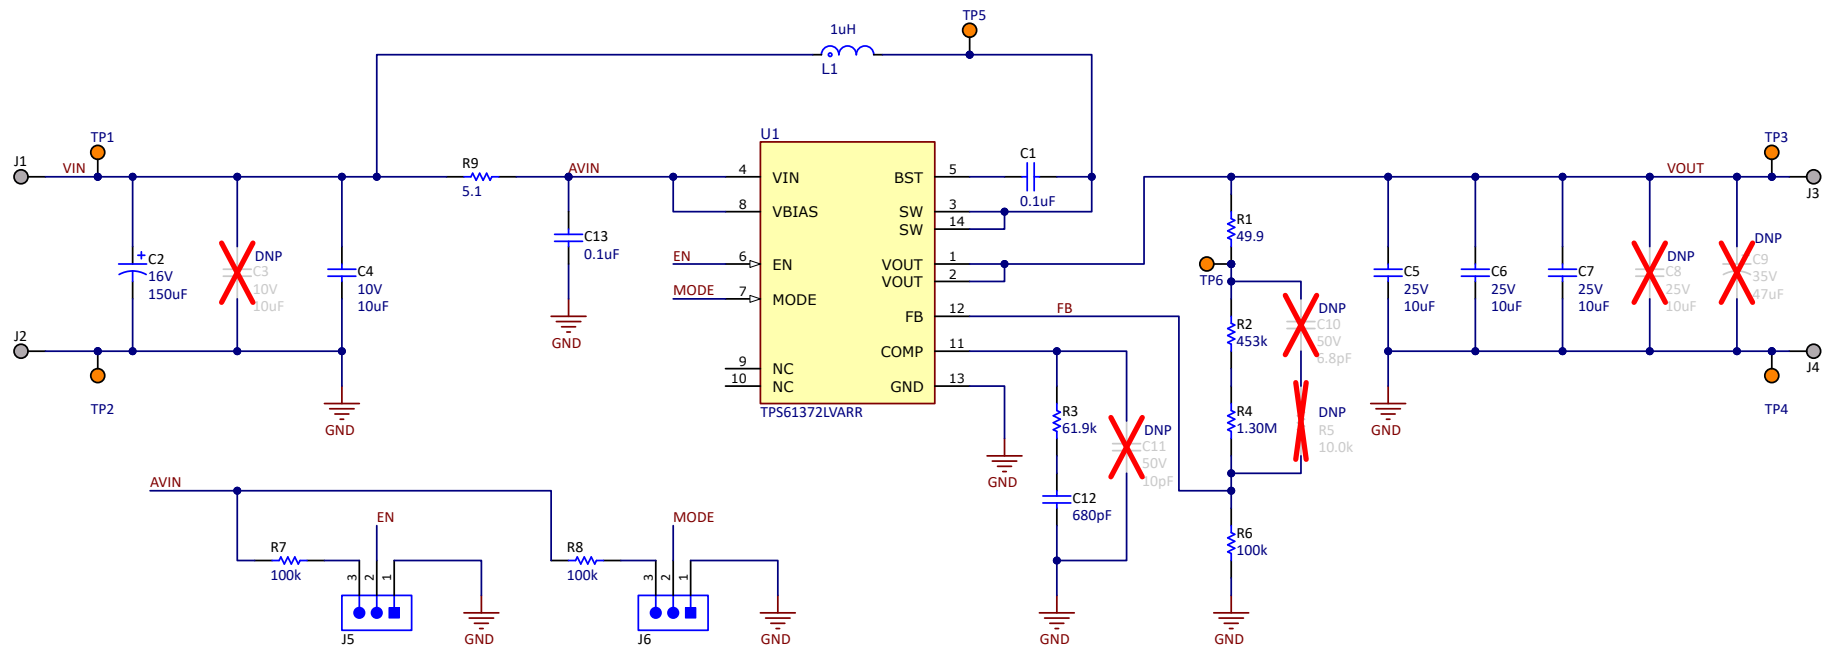 1uH
L1
TP5
J1
VIN
TP1
R9
5.1
AVIN
U1
4
VIN
8
VBIAS
EN
6
EN
MODE
7
MODE
9
NC
10
NC
BST
5
SW
3
SW
14
VOUT
1
VOUT
2
FB
12
COMP
11
GND
13
TPS61372LVARR
C1
0.1uF
C2
16V
150uF
+
DNP
C3
10V
10uF
C4
10V
10uF
C13
0.1uF
GND
J2
TP2
GND
R1
49.9
TP6
FB
R2
453k
DNP
C10
50V
6.8pF
R4
1.30M
DNP
R5
10.0k
R3
61.9k
DNP
C11
50V
10pF
C12
680pF
GND
GND
R6
100k
GND
VOUT
TP3
J3
C5
25V
10uF
C6
25V
10uF
C7
25V
10uF
DNP
C8
25V
10uF
DNP
C9
35V
47uF
J4
TP4
GND
AVIN
R7
100k
EN
3
2
1
J5
GND
R8
100k
MODE
3
2
1
J6
GND